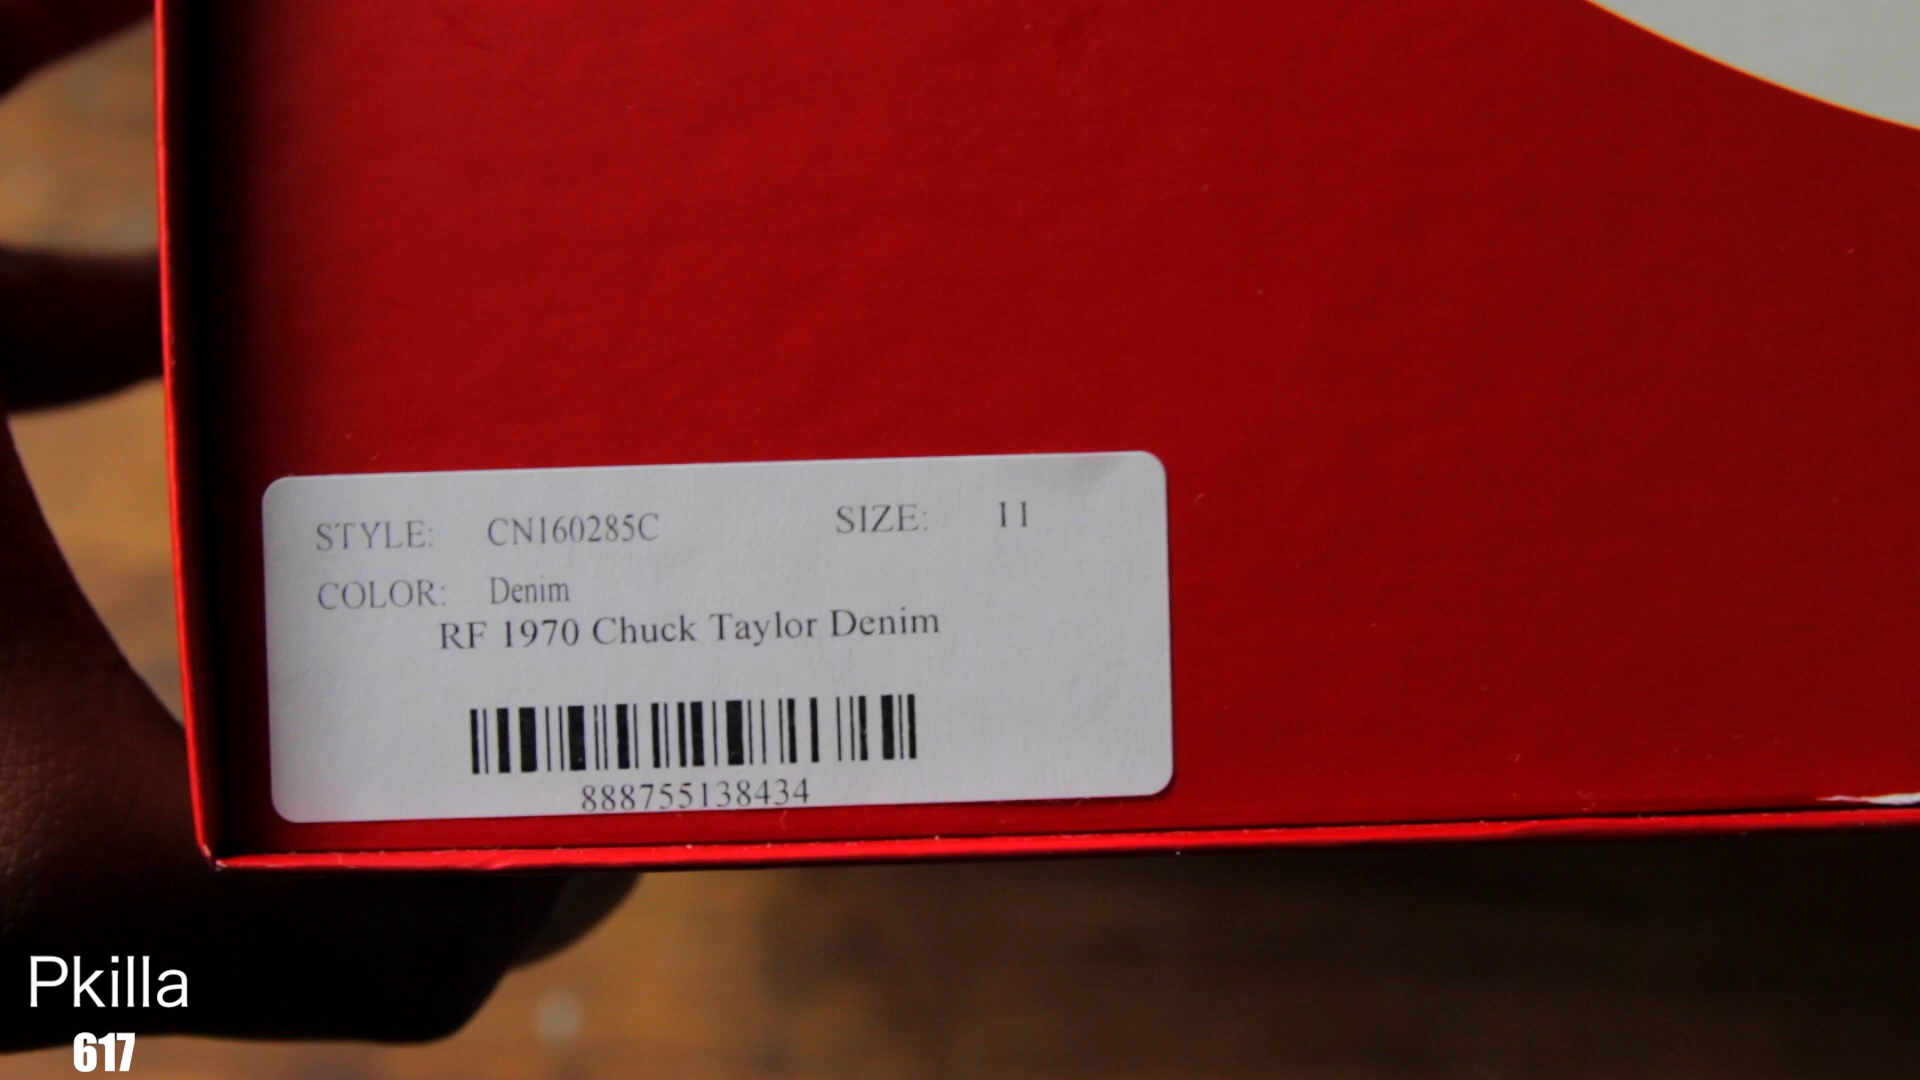 STYLE: CN160285C SIZE: 11
COLOR: Denim
RF 1970 Chuck Taylor Denim
888755138434
Pkilla
617